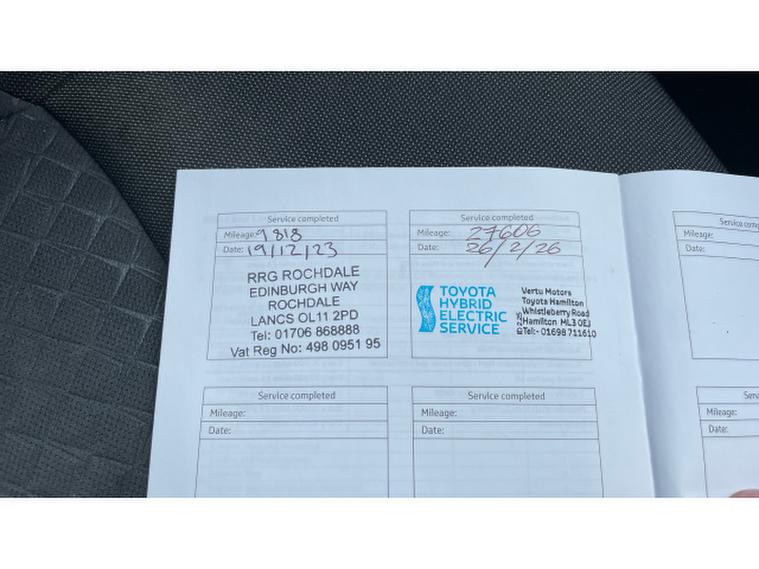 Service completed
Mileage: 9818
Date: 19/12/23
RRG ROCHDALE
EDINBURGH WAY
ROCHDALE
LANCS OL11 2PD
Tel: 01706 868888
Vat Reg No: 498 0951 95
Service completed
Mileage: 27606
Date: 26/2/26
TOYOTA
HYBRID
ELECTRIC
SERVICE
Vertu Motors
Toyota Hamilton
Whistleberry Road
Hamilton ML3 0EJ
Tel:- 01698 711610
Mileage:
Date:
Service completed
Mileage:
Date:
Service completed
Mileage:
Date:
Mileage:
Date: